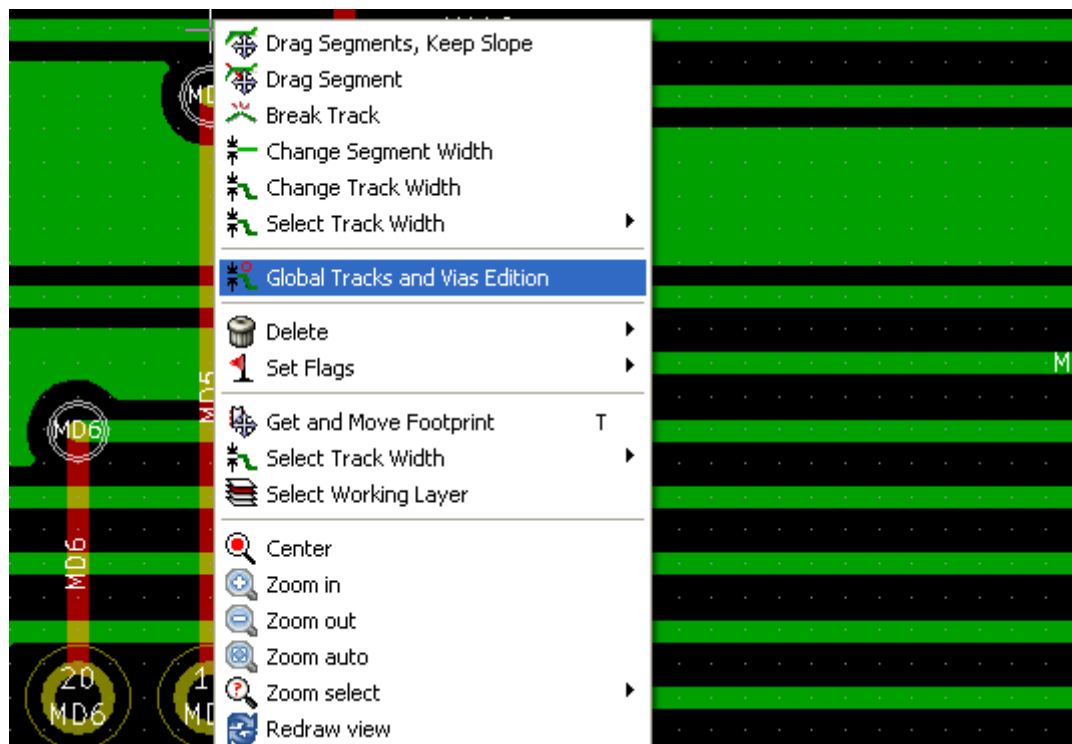 Drag Segments, Keep Slope
Drag Segment
Break Track
Change Segment Width
Change Track Width
Select Track Width
Global Tracks and Vias Edition
Delete
Set Flags
M
MD5
MD6
Get and Move Footprint T
Select Track Width
Select Working Layer
MD6
Center
Zoom in
Zoom out
Zoom auto
Zoom select
Redraw view
20
MD6
1